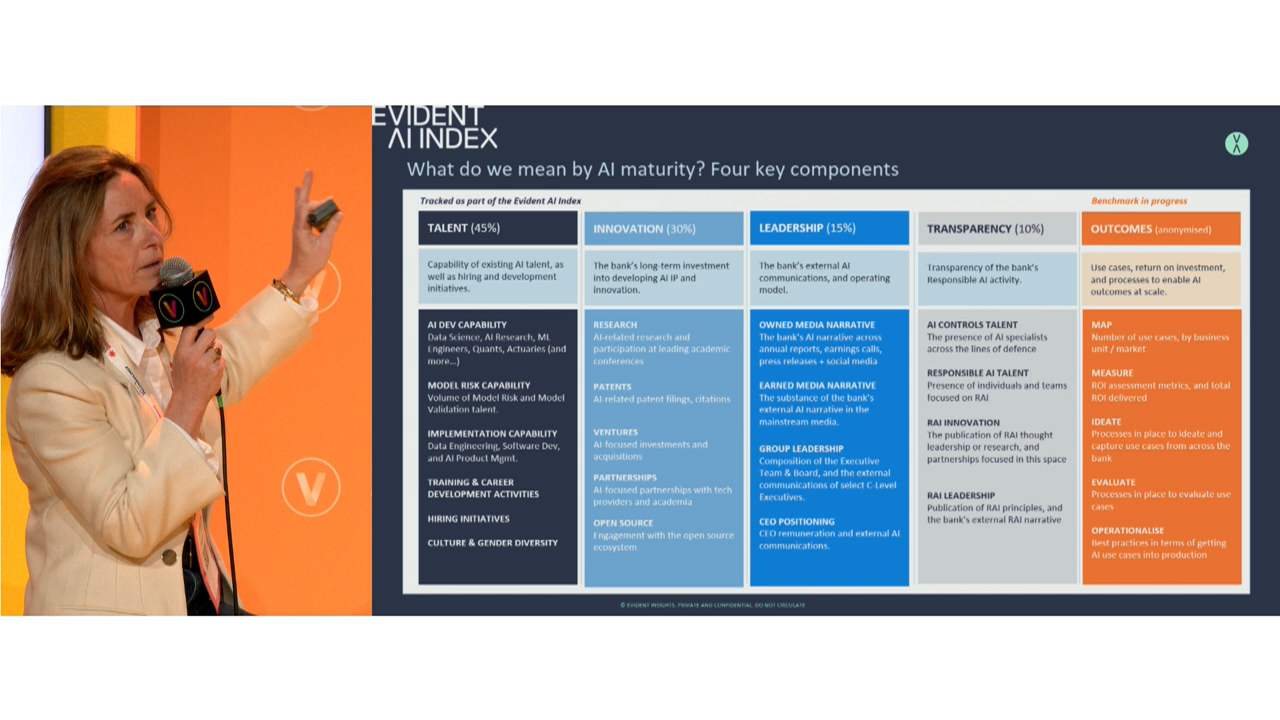 EVIDENT
AI INDEX
What do we mean by AI maturity? Four key components
Tracked as part of the Evident AI Index
Benchmark in progress
TALENT (45%)
Capability of existing AI talent, as
well as hiring and development
initiatives.
AI DEV CAPABILITY
Data Science, AI Research, ML
Engineers, Quants, Actuaries (and
more...)
MODEL RISK CAPABILITY
Volume of Model Risk and Model
Validation talent.
IMPLEMENTATION CAPABILITY
Data Engineering, Software Dev,
and AI Product Mgmt.
TRAINING & CAREER
DEVELOPMENT ACTIVITIES
HIRING INITIATIVES
CULTURE & GENDER DIVERSITY
INNOVATION (30%)
The bank's long-term investment
into developing AI IP and
innovation.
RESEARCH
AI-related research and
participation at leading academic
conferences
PATENTS
AI-related patent filings, citations
VENTURES
AI-focused investments and
acquisitions
PARTNERSHIPS
AI-focused partnerships with tech
providers and academia
OPEN SOURCE
Engagement with the open source
ecosystem
LEADERSHIP (15%)
The bank's external AI
communications, and operating
model.
OWNED MEDIA NARRATIVE
The bank's AI narrative across
annual reports, earnings calls,
press releases + social media
EARNED MEDIA NARRATIVE
The substance of the bank's
external AI narrative in the
mainstream media.
GROUP LEADERSHIP
Composition of the Executive
Team & Board, and the external
communications of select C-Level
Executives.
CEO POSITIONING
CEO remuneration and external AI
communications.
TRANSPARENCY (10%)
Transparency of the bank's
Responsible AI activity.
AI CONTROLS TALENT
The presence of AI specialists
across the lines of defence
RESPONSIBLE AI TALENT
Presence of individuals and teams
focused on RAI
RAI INNOVATION
The publication of RAI thought
leadership or research, and
partnerships focused in this space
RAI LEADERSHIP
Publication of RAI principles, and
the bank's external RAI narrative
OUTCOMES (anonymised)
Use cases, return on investment,
and processes to enable AI
outcomes at scale.
MAP
Number of use cases, by business
unit / market
MEASURE
ROI assessment metrics, and total
ROI delivered
IDEATE
Processes in place to ideate and
capture use cases from across the
bank
EVALUATE
Processes in place to evaluate use
cases
OPERATIONALISE
Best practices in terms of getting
AI use cases into production
© EVIDENT INSIGHTS. PRIVATE AND CONFIDENTIAL. DO NOT CIRCULATE